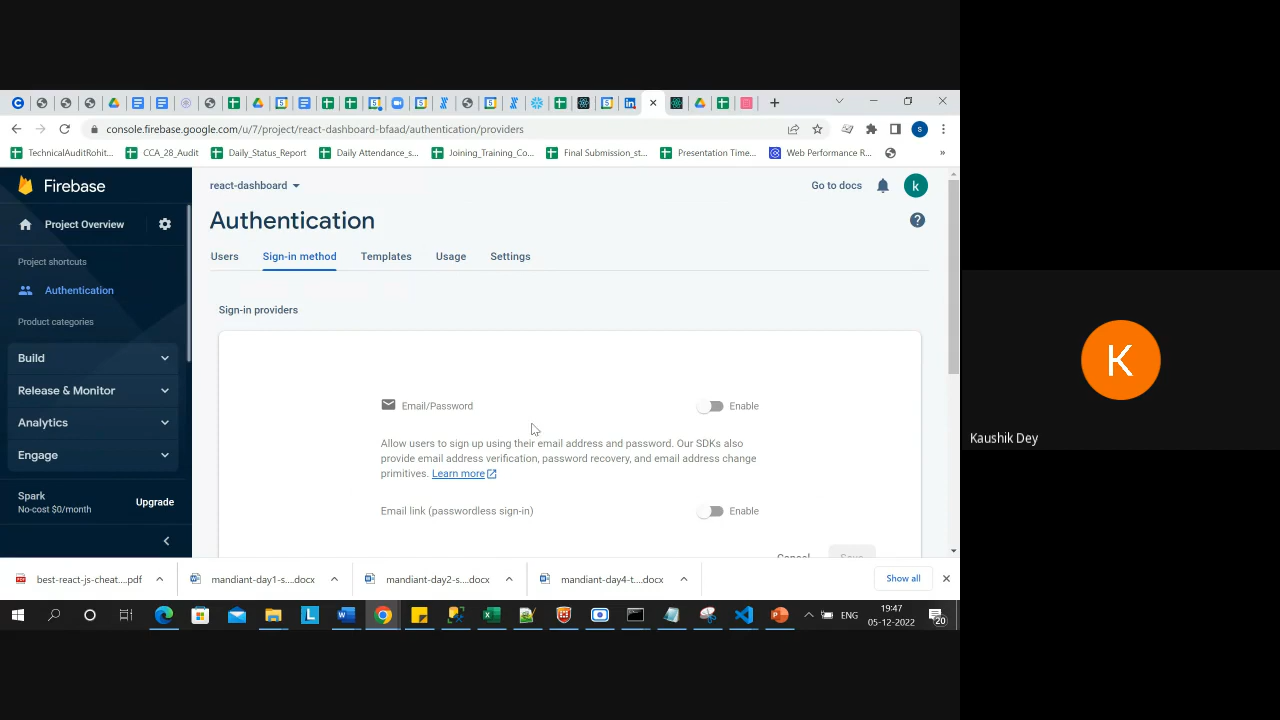 console.firebase.google.com/u/7/project/react-dashboard-bfaad/authentication/providers
TechnicalAuditRohit...
CCA_28_Audit
Daily_Status_Report
Daily Attendance_s...
Joining_Training_Co...
Final Submission_st...
Presentation Time...
Web Performance R...
»
Firebase
react-dashboard
Go to docs
k
Project Overview
Authentication
Users
Sign-in method
Templates
Usage
Settings
Project shortcuts
Authentication
Product categories
Build
Release & Monitor
Analytics
Engage
Spark
No-cost $0/month
Upgrade
Sign-in providers
Email/Password
Enable
Allow users to sign up using their email address and password. Our SDKs also
provide email address verification, password recovery, and email address change
primitives. Learn more
Email link (passwordless sign-in)
Enable
Cancel
Save
K
Kaushik Dey
best-react-js-cheat....pdf
mandiant-day1-s....docx
mandiant-day2-s....docx
mandiant-day4-t....docx
Show all
ENG
19:47
05-12-2022
20